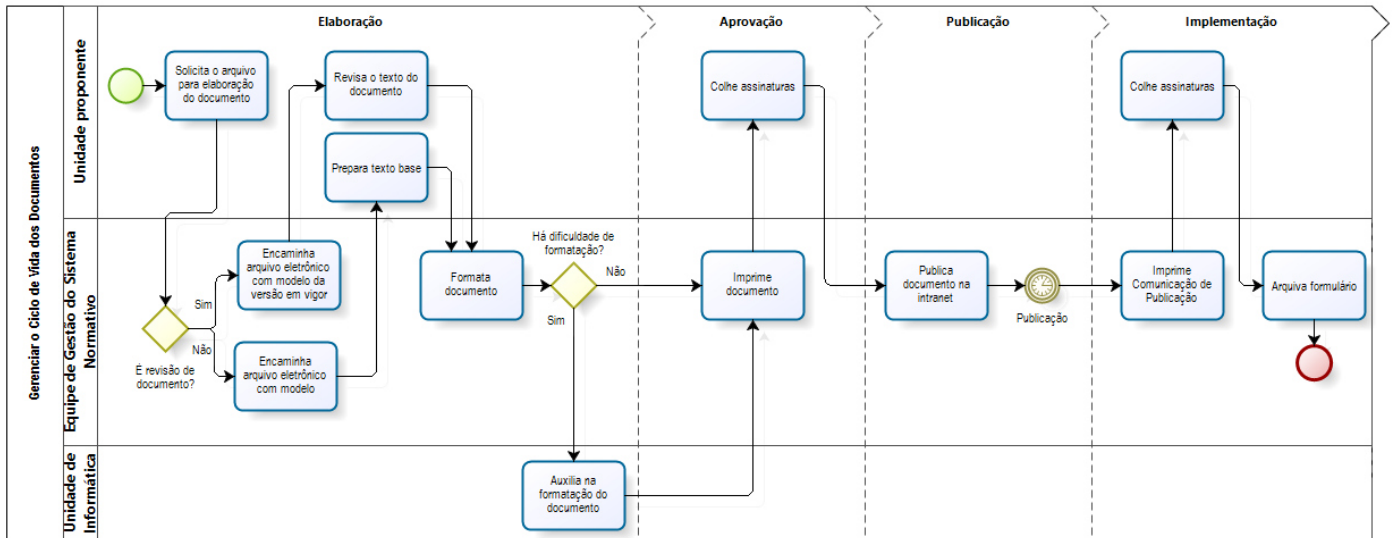 Elaboração
Aprovação
Publicação
Implementação
Gerenciar o Ciclo de Vida dos Documentos
Unidade proponente
Solicita o arquivo
para elaboração
do documento
Revisa o texto do
documento
Prepara texto base
Colhe assinaturas
Colhe assinaturas
Equipe de Gestão do Sistema
Normativo
É revisão de
documento?
Sim
Não
Encaminha
arquivo eletrônico
com modelo da
versão em vigor
Encaminha
arquivo eletrônico
com modelo
Formata
documento
Há dificuldade de
formatação?
Não
Sim
Imprime
documento
Publica
documento na
intranet
Publicação
Imprime
Comunicação de
Publicação
Arquiva formulário
Unidade de
Informática
Auxilia na
formatação do
documento